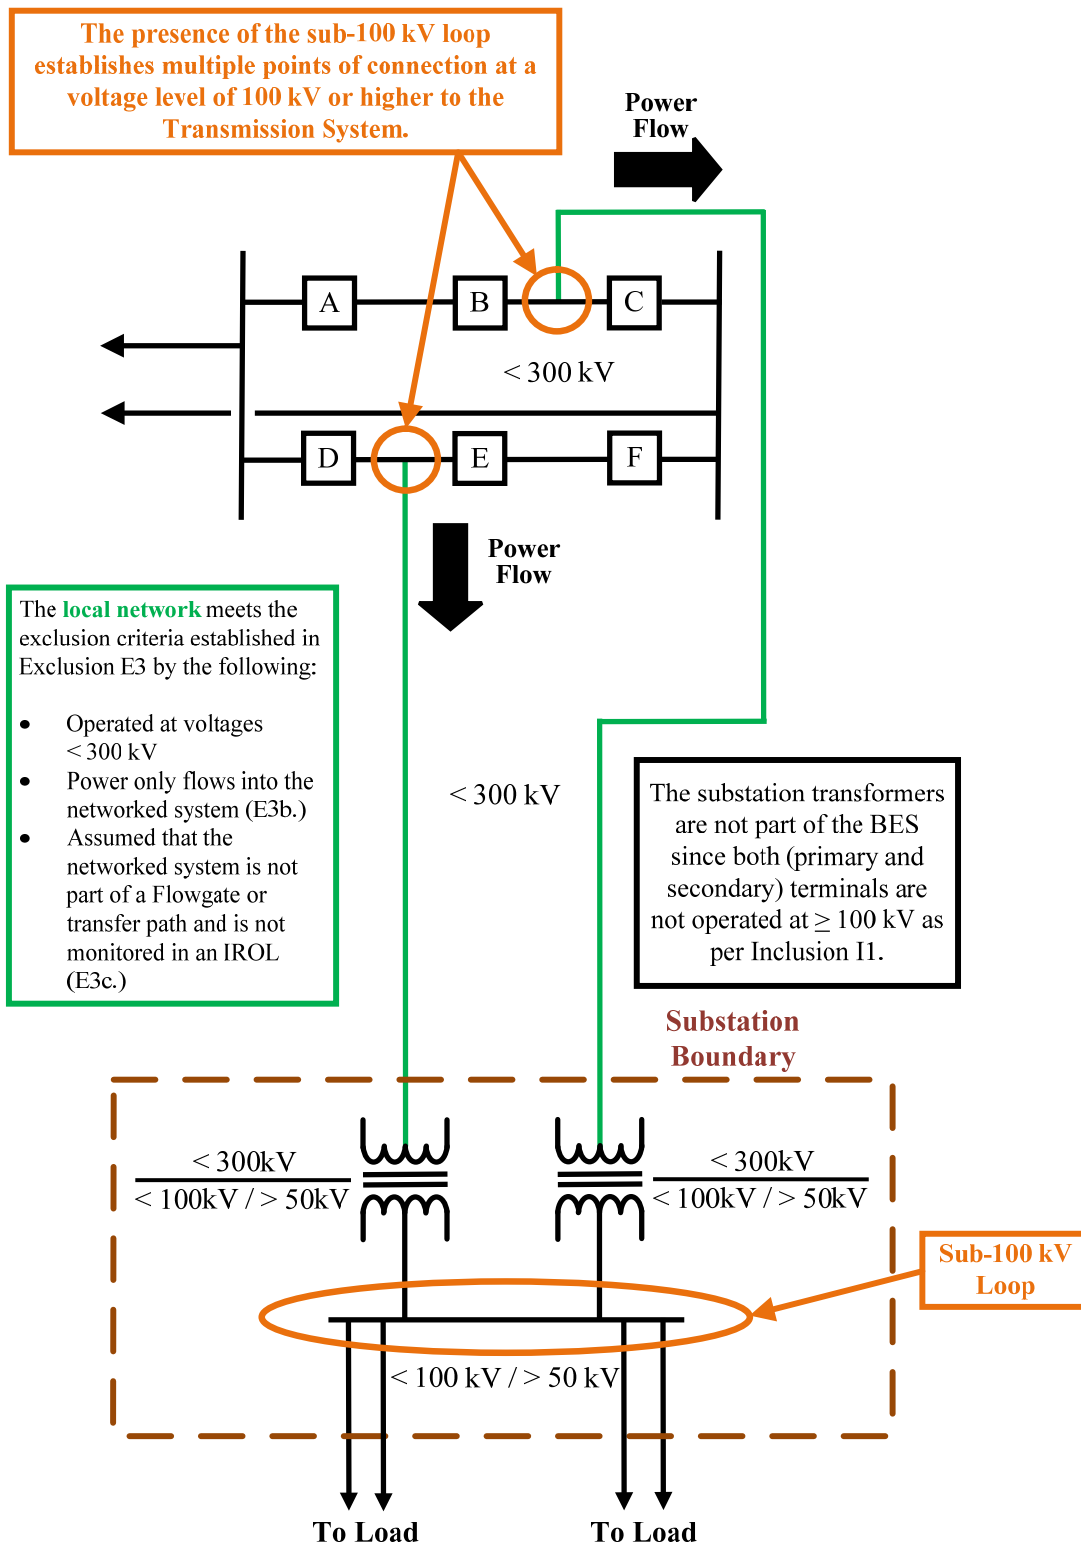 The presence of the sub-100 kV loop
establishes multiple points of connection at a
voltage level of 100 kV or higher to the
Transmission System.
Power
Flow
A
B
C
< 300 kV
D
E
F
Power
Flow
The local network meets the
exclusion criteria established in
Exclusion E3 by the following:
• Operated at voltages
< 300 kV
• Power only flows into the
networked system (E3b.)
• Assumed that the
networked system is not
part of a Flowgate or
transfer path and is not
monitored in an IROL
(E3c.)
< 300 kV
The substation transformers
are not part of the BES
since both (primary and
secondary) terminals are
not operated at ≥ 100 kV as
per Inclusion I1.
Substation
Boundary
< 300kV
< 100kV / > 50kV
< 300kV
< 100kV / > 50kV
Sub-100 kV
Loop
< 100 kV / > 50 kV
To Load
To Load